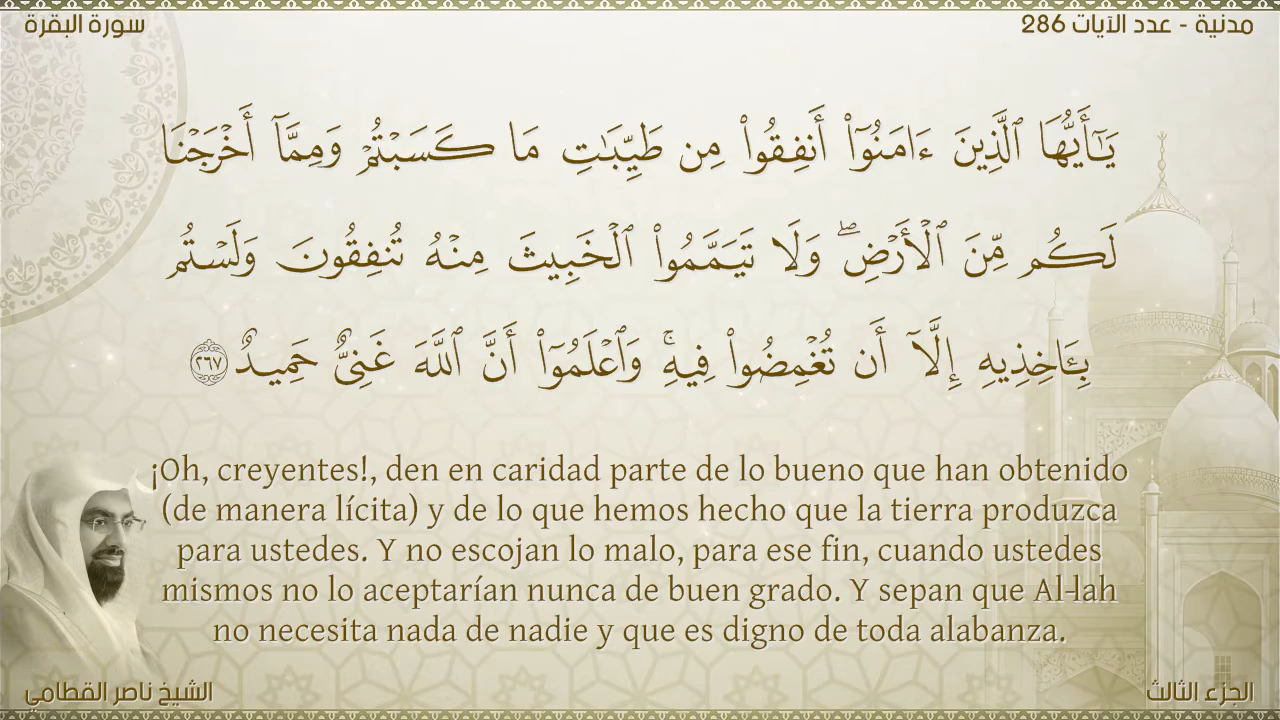 سورة البقرة
مدنية - عدد الآيات 286
يَـٰٓأَيُّهَا ٱلَّذِينَ ءَامَنُوٓا۟ أَنفِقُوا۟ مِن طَيِّبَـٰتِ مَا كَسَبْتُمْ وَمِمَّآ أَخْرَجْنَا
لَكُم مِّنَ ٱلْأَرْضِ ۖ وَلَا تَيَمَّمُوا۟ ٱلْخَبِيثَ مِنْهُ تُنفِقُونَ وَلَسْتُم
بِـَٔاخِذِيهِ إِلَّآ أَن تُغْمِضُوا۟ فِيهِ ۚ وَٱعْلَمُوٓا۟ أَنَّ ٱللَّهَ غَنِىٌّ حَمِيدٌ ٢٦٧
¡Oh, creyentes!, den en caridad parte de lo bueno que han obtenido
(de manera lícita) y de lo que hemos hecho que la tierra produzca
para ustedes. Y no escojan lo malo, para ese fin, cuando ustedes
mismos no lo aceptarían nunca de buen grado. Y sepan que Al-lah
no necesita nada de nadie y que es digno de toda alabanza.
الشيخ ناصر القطامي
الجزء الثالث